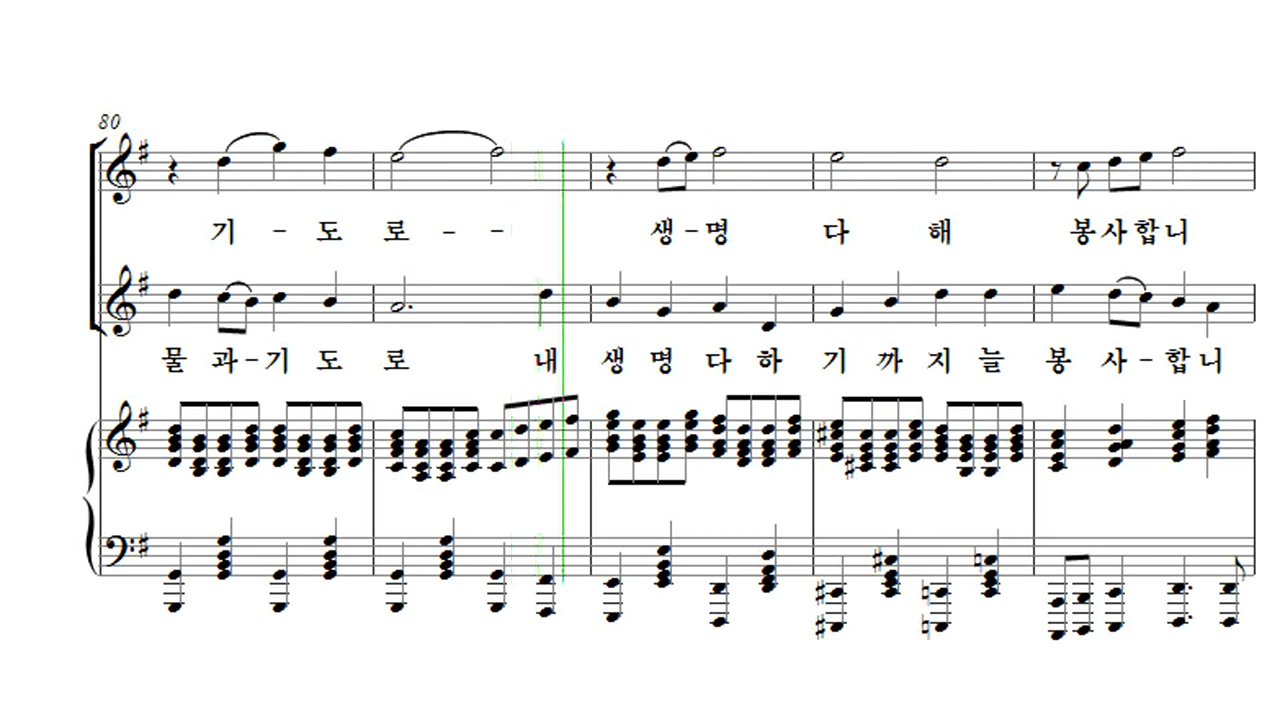 80
기 - 도 로 - - 생 - 명 다 해 봉 사 합 니
물 과 - 기 도 로 내 생 명 다 하 기 까 지 늘 봉 사 - 합 니